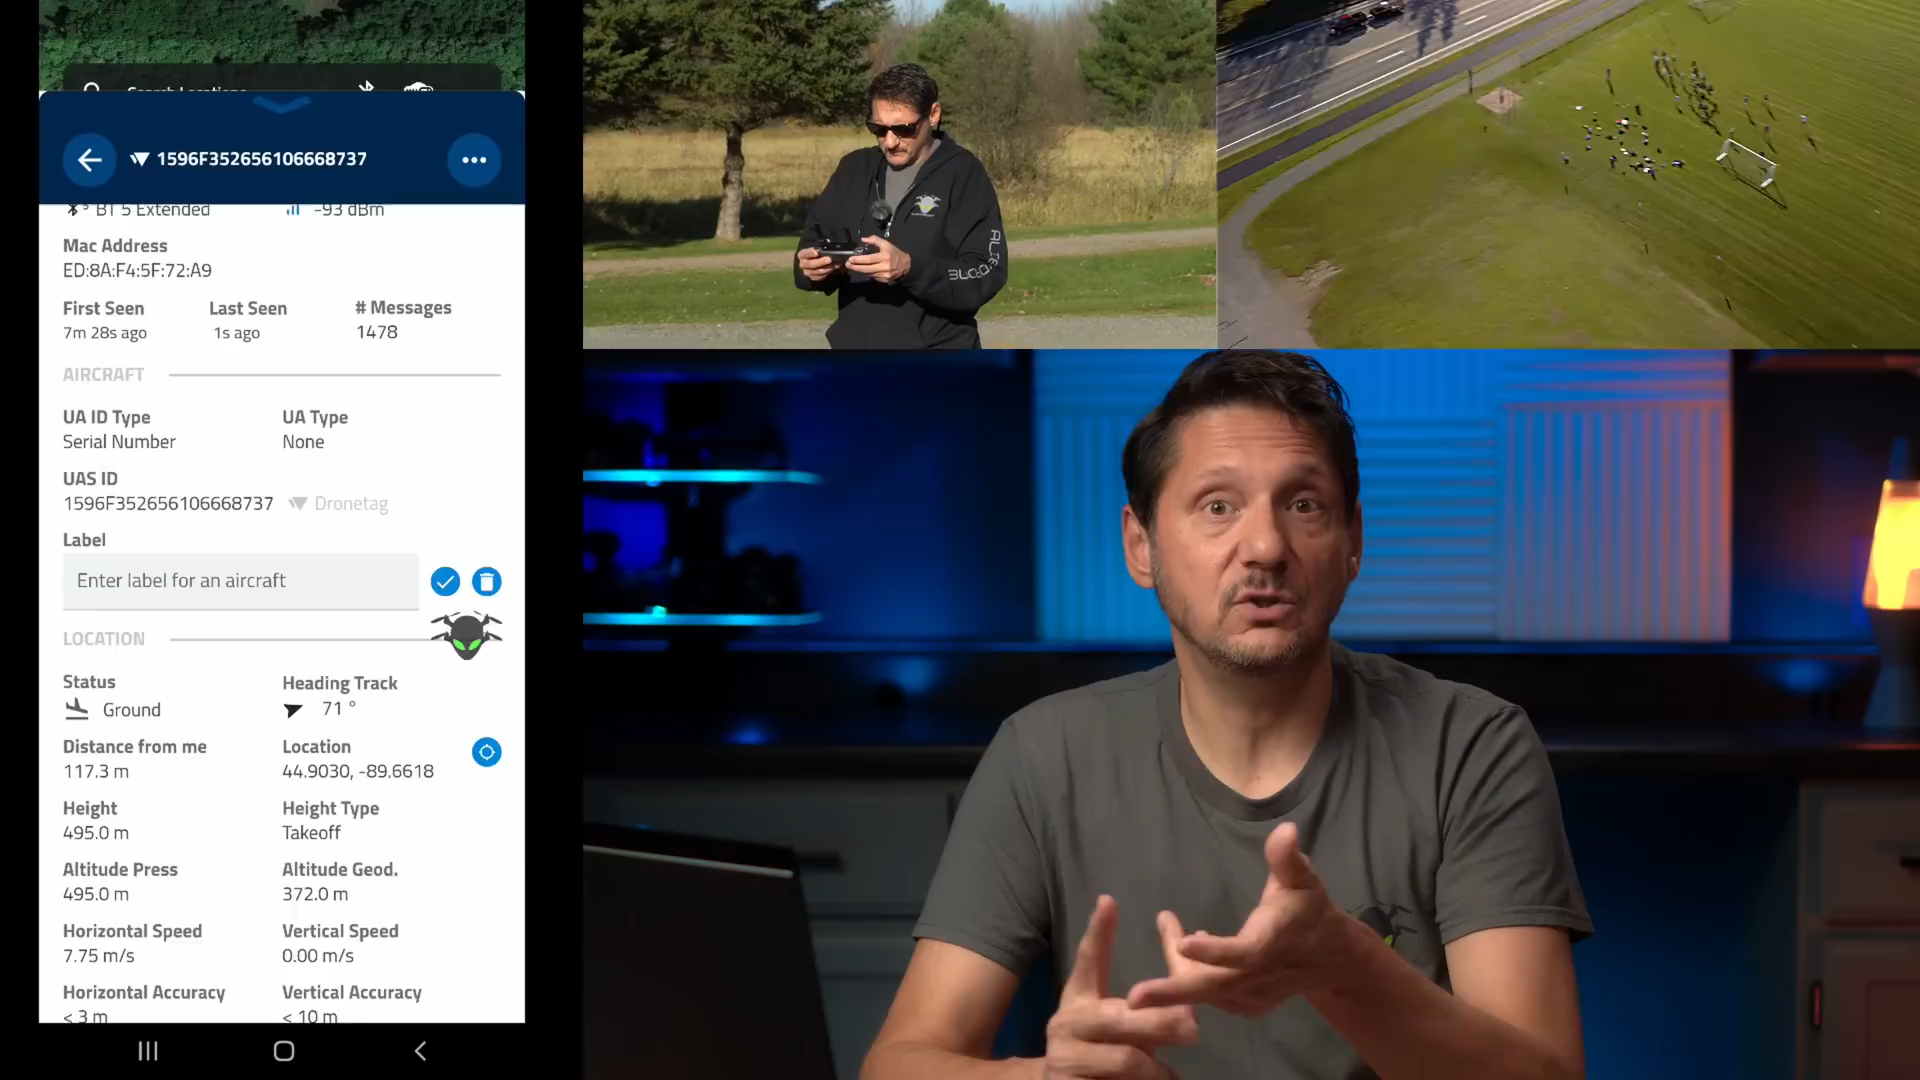 1596F352656106668737
BT 5 Extended -93 dBm
Mac Address
ED:8A:F4:5F:72:A9
First Seen Last Seen # Messages
7m 28s ago 1s ago 1478
AIRCRAFT
UA ID Type UA Type
Serial Number None
UAS ID
1596F352656106668737 Dronetag
Label
Enter label for an aircraft
LOCATION
Status Heading Track
Ground 71 °
Distance from me Location
117.3 m 44.9030, -89.6618
Height Height Type
495.0 m Takeoff
Altitude Press Altitude Geod.
495.0 m 372.0 m
Horizontal Speed Vertical Speed
7.75 m/s 0.00 m/s
Horizontal Accuracy Vertical Accuracy
< 3 m < 10 m